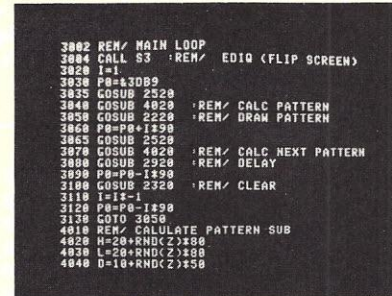 3002 REM/ MAIN LOOP
3004 CALL S3 :REM/ EDIQ (FLIP SCREEN)
3020 I=1
3030 P0=&3DB9
3035 GOSUB 2520
3040 GOSUB 4020 :REM/ CALC PATTERN
3050 GOSUB 2220 :REM/ DRAW PATTERN
3060 P0=P0+I*90
3065 GOSUB 2520
3070 GOSUB 4020 :REM/ CALC NEXT PATTERN
3080 GOSUB 2920 :REM/ DELAY
3090 P0=P0-I*90
3100 GOSUB 2320 :REM/ CLEAR
3110 I=I*-1
3120 P0=P0-I*90
3130 GOTO 3050
4010 REM/ CALULATE PATTERN SUB
4020 H=20+RND(Z)*80
4030 L=20+RND(Z)*80
4040 D=10+RND(Z)*50